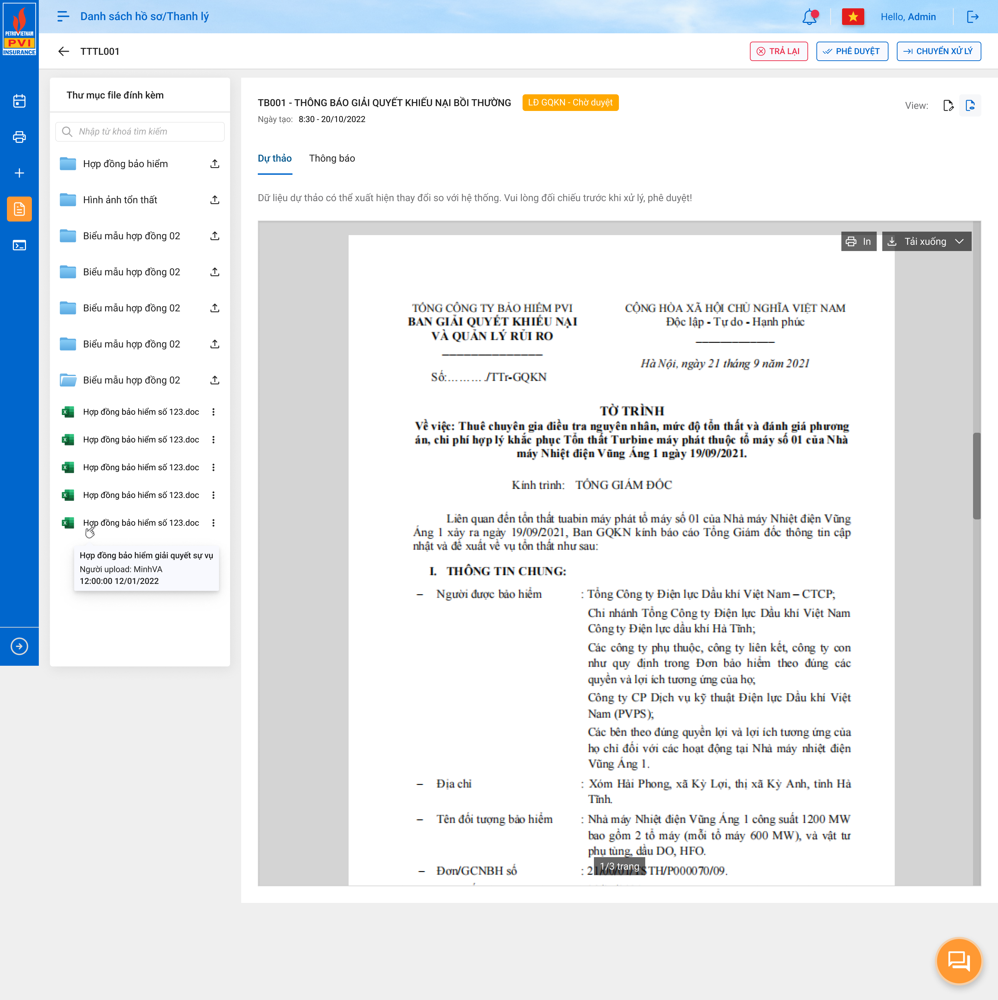 PETROVIETNAM
PVI
INSURANCE
Danh sách hồ sơ/Thanh lý
Hello, Admin
TTTL001
TRẢ LẠI
PHÊ DUYỆT
CHUYỂN XỬ LÝ
Thư mục file đính kèm
Nhập từ khoá tìm kiếm
Hợp đồng bảo hiểm
Hình ảnh tổn thất
Biểu mẫu hợp đồng 02
Biểu mẫu hợp đồng 02
Biểu mẫu hợp đồng 02
Biểu mẫu hợp đồng 02
Biểu mẫu hợp đồng 02
Hợp đồng bảo hiểm số 123.doc
Hợp đồng bảo hiểm số 123.doc
Hợp đồng bảo hiểm số 123.doc
Hợp đồng bảo hiểm số 123.doc
Hợp đồng bảo hiểm số 123.doc
Hợp đồng bảo hiểm giải quyết sự vụ
Người upload: MinhVA
12:00:00 12/01/2022
TB001 - THÔNG BÁO GIẢI QUYẾT KHIẾU NẠI BỒI THƯỜNG
LĐ GQKN - Chờ duyệt
View:
Ngày tạo: 8:30 - 20/10/2022
Dự thảo
Thông báo
Dữ liệu dự thảo có thể xuất hiện thay đổi so với hệ thống. Vui lòng đối chiếu trước khi xử lý, phê duyệt!
In
Tải xuống
TỔNG CÔNG TY BẢO HIỂM PVI
BAN GIẢI QUYẾT KHIẾU NẠI
VÀ QUẢN LÝ RỦI RO
Số:………./TTr-GQKN
CỘNG HÒA XÃ HỘI CHỦ NGHĨA VIỆT NAM
Độc lập - Tự do - Hạnh phúc
Hà Nội, ngày 21 tháng 9 năm 2021
TỜ TRÌNH
Về việc: Thuê chuyên gia điều tra nguyên nhân, mức độ tổn thất và đánh giá phương
án, chi phí hợp lý khắc phục Tổn thất Turbine máy phát thuộc tổ máy số 01 của Nhà
máy Nhiệt điện Vũng Áng 1 ngày 19/09/2021.
Kính trình: TỔNG GIÁM ĐỐC
Liên quan đến tổn thất tuabin máy phát tổ máy số 01 của Nhà máy Nhiệt điện Vũng
Áng 1 xảy ra ngày 19/09/2021, Ban GQKN kính báo cáo Tổng Giám đốc thông tin cập
nhật và đề xuất về vụ tổn thất như sau:
I. THÔNG TIN CHUNG:
– Người được bảo hiểm : Tổng Công ty Điện lực Dầu khí Việt Nam – CTCP;
Chi nhánh Tổng Công ty Điện lực Dầu khí Việt Nam
Công ty Điện lực dầu khí Hà Tĩnh;
Các công ty phụ thuộc, công ty liên kết, công ty con
như quy định trong Đơn bảo hiểm theo đúng các
quyền và lợi ích tương ứng của họ;
Công ty CP Dịch vụ kỹ thuật Điện lực Dầu khí Việt
Nam (PVPS);
Các bên theo đúng quyền lợi và lợi ích tương ứng của
họ chỉ đối với các hoạt động tại Nhà máy nhiệt điện
Vũng Áng 1.
– Địa chỉ : Xóm Hải Phong, xã Kỳ Lợi, thị xã Kỳ Anh, tỉnh Hà
Tĩnh.
– Tên đối tượng bảo hiểm : Nhà máy Nhiệt điện Vũng Áng 1 công suất 1200 MW
bao gồm 2 tổ máy (mỗi tổ máy 600 MW), và vật tư
phụ tùng, dầu DO, HFO.
– Đơn/GCNBH số : 21/00/01/TSTH/P000070/09.
1/3 trang